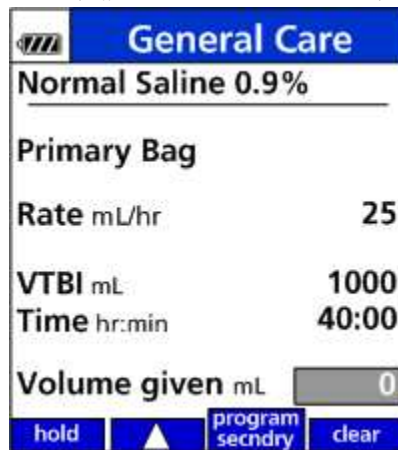 General Care
Normal Saline 0.9%
Primary Bag
Rate mL/hr 25
VTBI mL 1000
Time hr:min 40:00
Volume given mL 0
hold program secndry clear